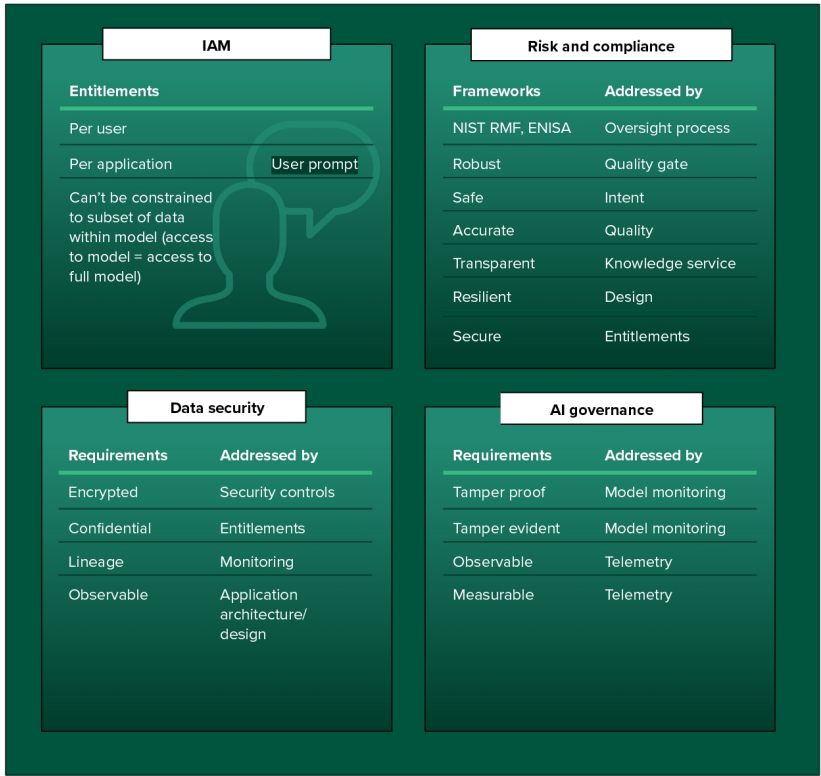 IAM
Entitlements
Per user
Per application
User prompt
Can't be constrained
to subset of data
within model (access
to model = access to
full model)
Risk and compliance
Frameworks Addressed by
NIST RMF, ENISA Oversight process
Robust Quality gate
Safe Intent
Accurate Quality
Transparent Knowledge service
Resilient Design
Secure Entitlements
Data security
Requirements Addressed by
Encrypted Security controls
Confidential Entitlements
Lineage Monitoring
Observable Application
architecture/
design
AI governance
Requirements Addressed by
Tamper proof Model monitoring
Tamper evident Model monitoring
Observable Telemetry
Measurable Telemetry